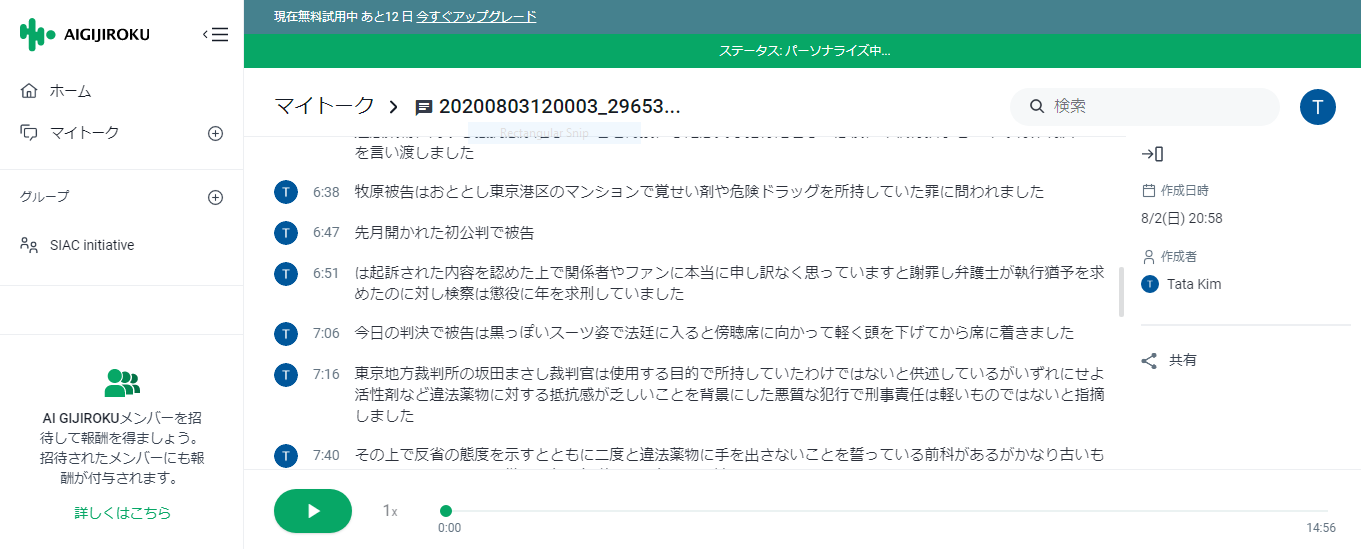 現在無料試用中 あと12 日 今すぐアップグレード
ステータス: パーソナライズ中...
AIGIJIROKU
ホーム
マイトーク
グループ
SIAC initiative
AI GIJIROKUメンバーを招
待して報酬を得ましょう。
招待されたメンバーにも報
酬が付与されます。
詳しくはこちら
マイトーク
20200803120003_29653...
検索
T
Rectangular Snip
を言い渡しました
T 6:38 牧原被告はおととし東京港区のマンションで覚せい剤や危険ドラッグを所持していた罪に問われました
T 6:47 先月開かれた初公判で被告
T 6:51 は起訴された内容を認めた上で関係者やファンに本当に申し訳なく思っていますと謝罪し弁護士が執行猶予を求
めたのに対し検察は懲役に年を求刑していました
T 7:06 今日の判決で被告は黒っぽいスーツ姿で法廷に入ると傍聴席に向かって軽く頭を下げてから席に着きました
T 7:16 東京地方裁判所の坂田まさし裁判官は使用する目的で所持していたわけではないと供述しているがいずれにせよ
活性剤など違法薬物に対する抵抗感が乏しいことを背景にした悪質な犯行で刑事責任は軽いものではないと指摘
しました
T 7:40 その上で反省の態度を示すとともに二度と違法薬物に手を出さないことを誓っている前科があるがかなり古いも
作成日時
8/2(日) 20:58
作成者
T Tata Kim
共有
1x
0:00
14:56